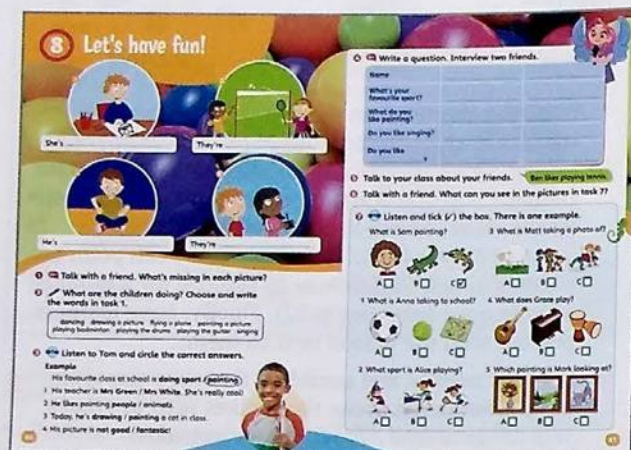 8 Let's have fun!
She's
They're
He's
They're
1 Talk with a friend. What's missing in each picture?
2 What are the children doing? Choose and write
the words in task 1.
dancing drawing a picture flying a plane painting a picture
playing badminton playing the drums playing the guitar singing
3 Listen to Tom and circle the correct answers.
Example
His favourite class at school is doing sport / painting.
1 His teacher is Mrs Green / Mrs White. She's really cool!
2 He likes painting people / animals.
3 Today, he's drawing / painting a cat in class.
4 His picture is not good / fantastic!
40
4 Write a question. Interview two friends.
Name
What's your
favourite sport?
What do you
like painting?
Do you like singing?
Do you like
?
5 Talk to your class about your friends.
Ben likes playing tennis.
6 Talk with a friend. What can you see in the pictures in task 7?
7 Listen and tick (✓) the box. There is one example.
What is Sam painting?
A B C ✓
3 What is Matt taking a photo of?
A B C
1 What is Anna taking to school?
A B C
4 What does Grace play?
A B C
2 What sport is Alice playing?
A B C
5 Which painting is Mark looking at?
A B C
41